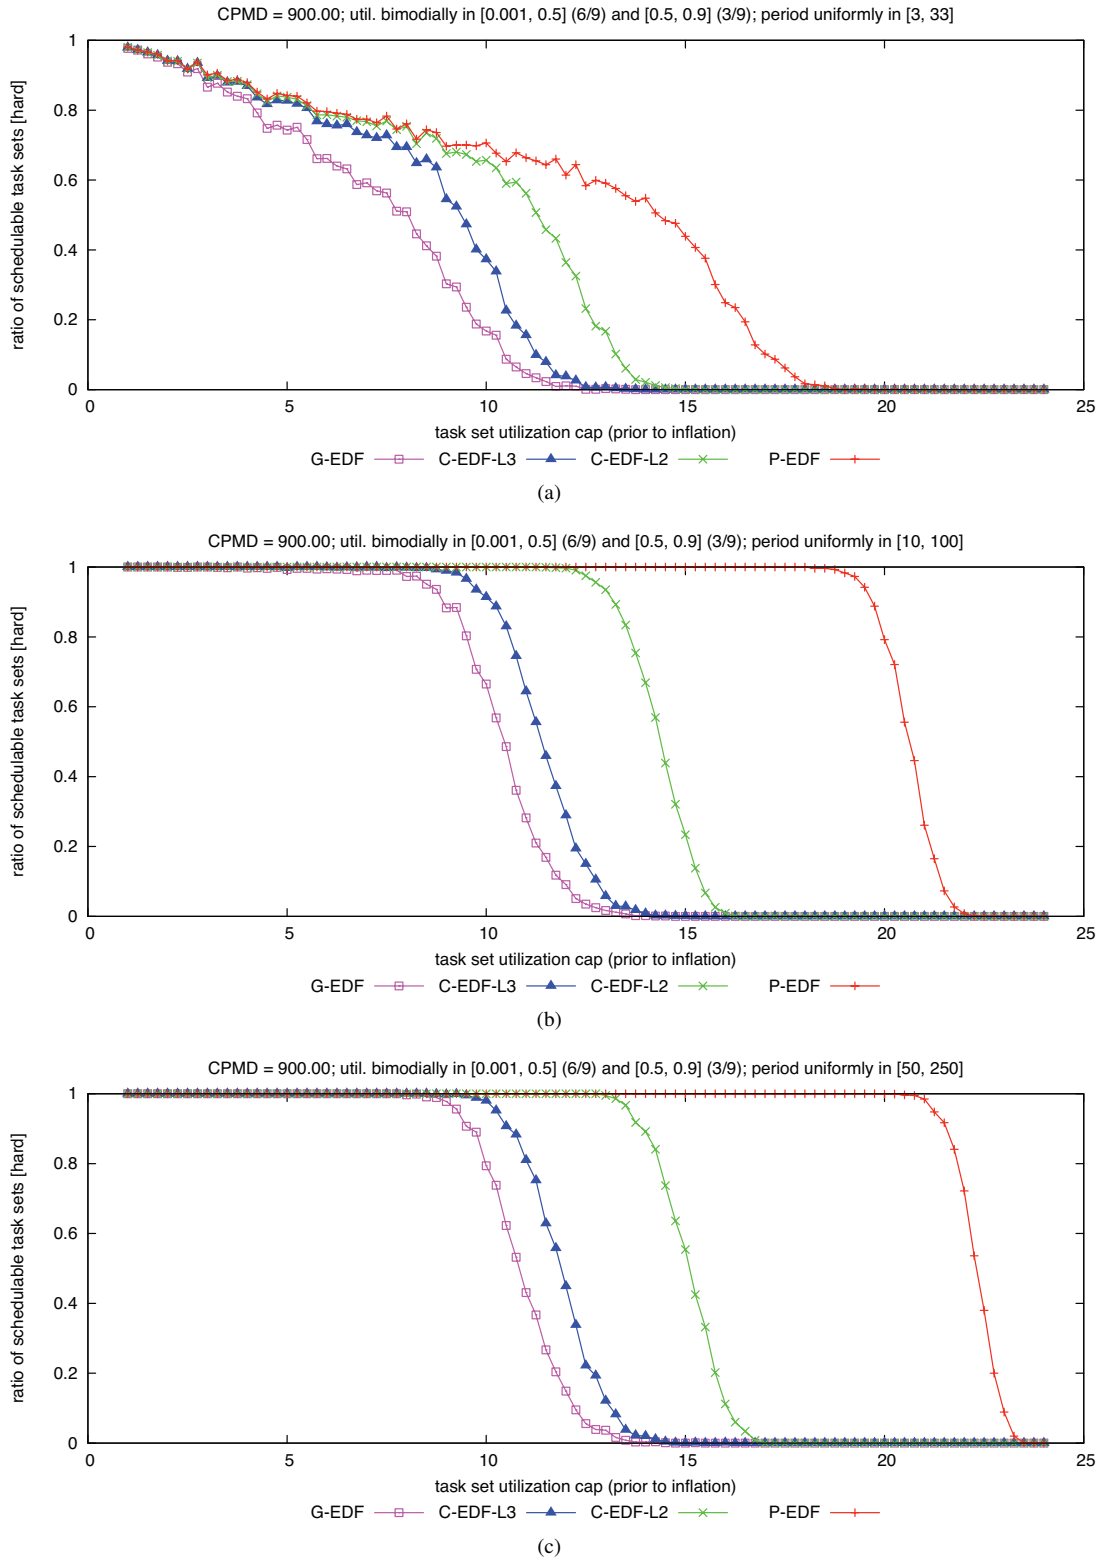 CPMD = 900.00; util. bimodially in [0.001, 0.5] (6/9) and [0.5, 0.9] (3/9); period uniformly in [3, 33]
ratio of schedulable task sets [hard]
1
0.8
0.6
0.4
0.2
0
0 5 10 15 20 25
task set utilization cap (prior to inflation)
G-EDF C-EDF-L3 C-EDF-L2 P-EDF
(a)
CPMD = 900.00; util. bimodially in [0.001, 0.5] (6/9) and [0.5, 0.9] (3/9); period uniformly in [10, 100]
ratio of schedulable task sets [hard]
1
0.8
0.6
0.4
0.2
0
0 5 10 15 20 25
task set utilization cap (prior to inflation)
G-EDF C-EDF-L3 C-EDF-L2 P-EDF
(b)
CPMD = 900.00; util. bimodially in [0.001, 0.5] (6/9) and [0.5, 0.9] (3/9); period uniformly in [50, 250]
ratio of schedulable task sets [hard]
1
0.8
0.6
0.4
0.2
0
0 5 10 15 20 25
task set utilization cap (prior to inflation)
G-EDF C-EDF-L3 C-EDF-L2 P-EDF
(c)